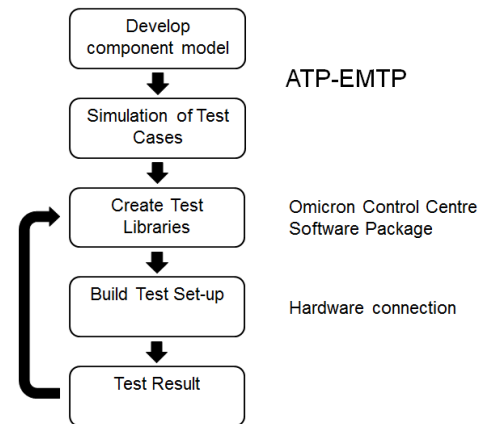 Develop
component model
ATP-EMTP
Simulation of Test
Cases
Create Test
Libraries
Omicron Control Centre
Software Package
Build Test Set-up
Hardware connection
Test Result